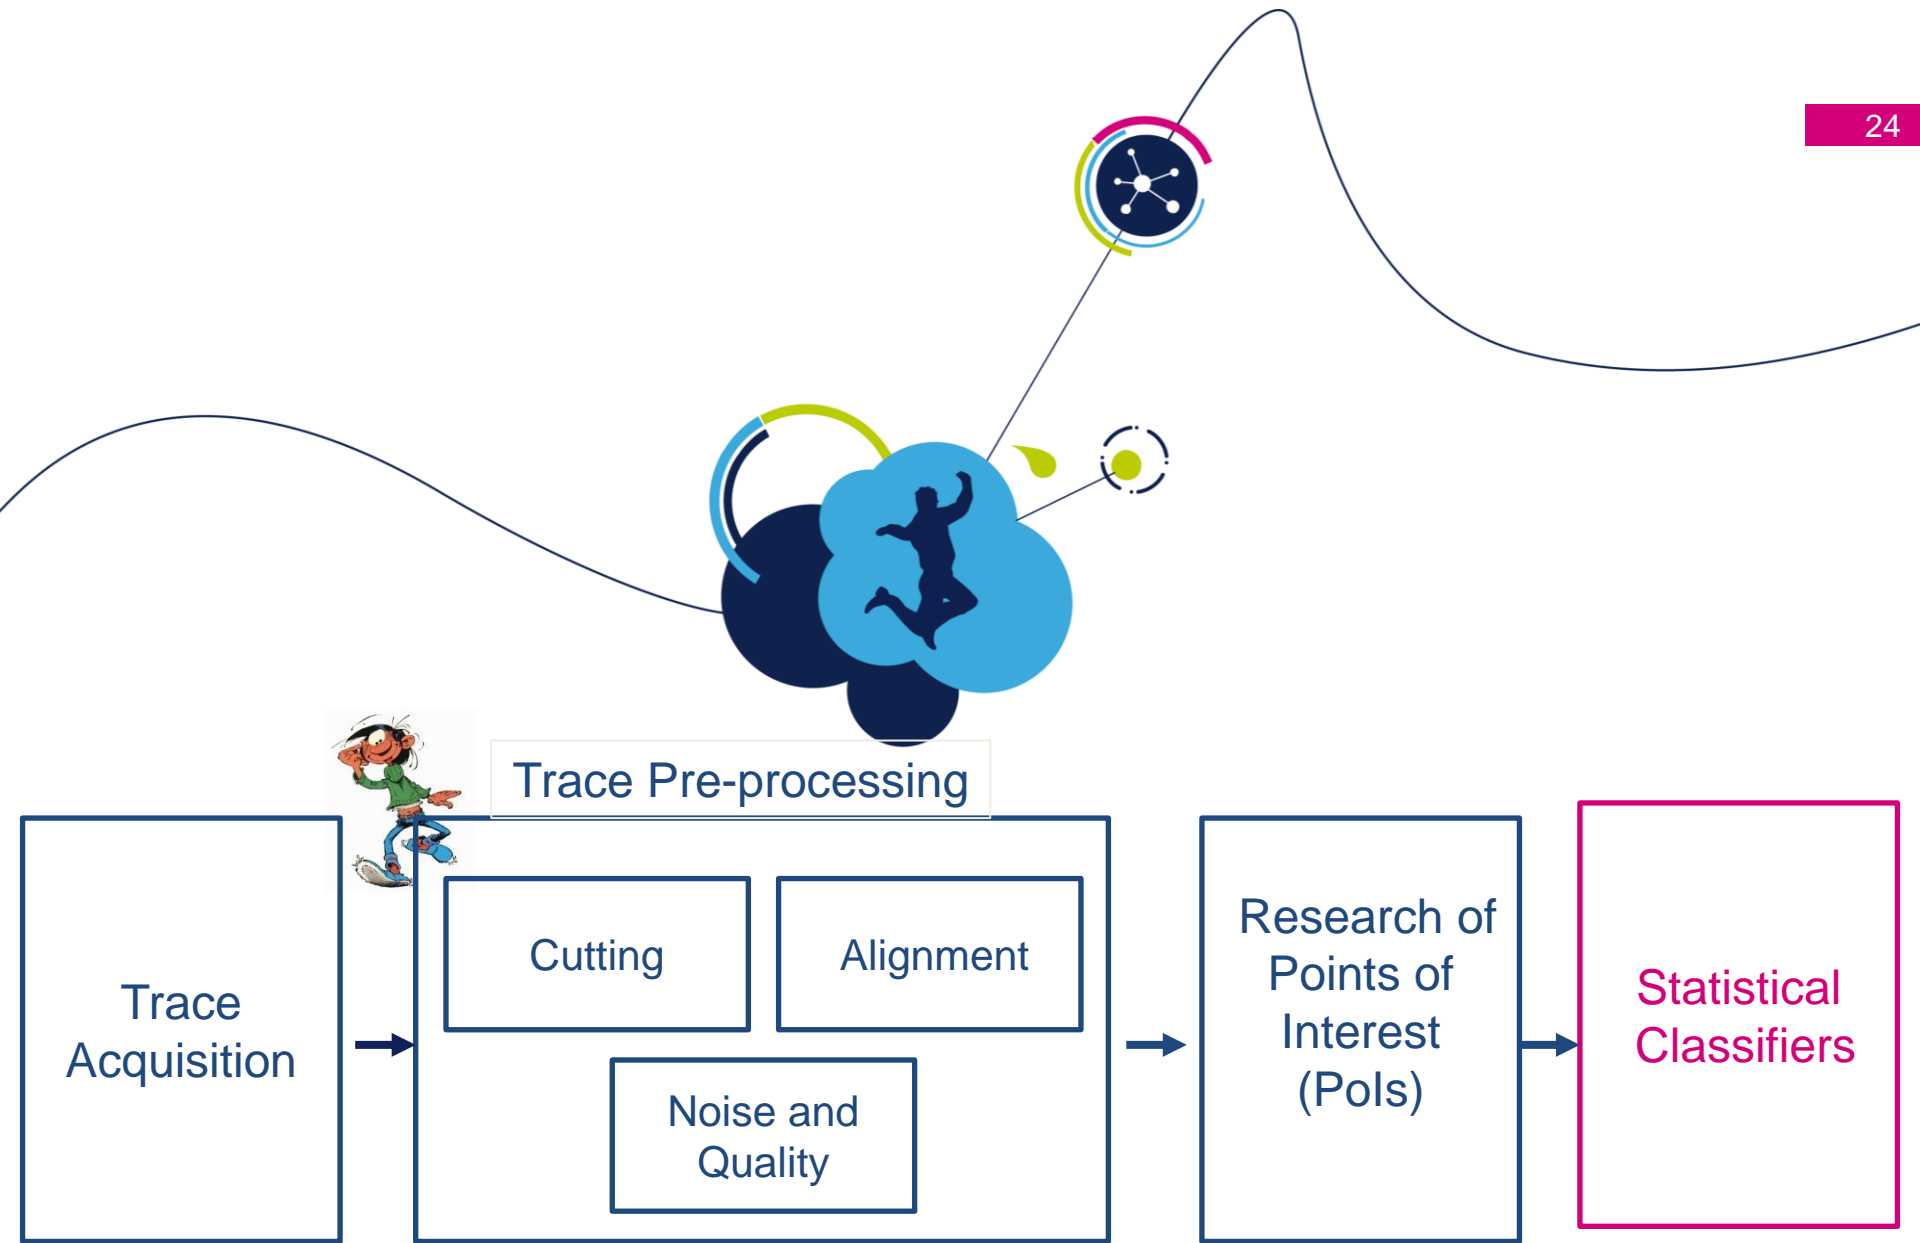 24
Trace Pre-processing
Trace
Acquisition
Cutting
Alignment
Noise and
Quality
Research of
Points of
Interest
(PoIs)
Statistical
Classifiers